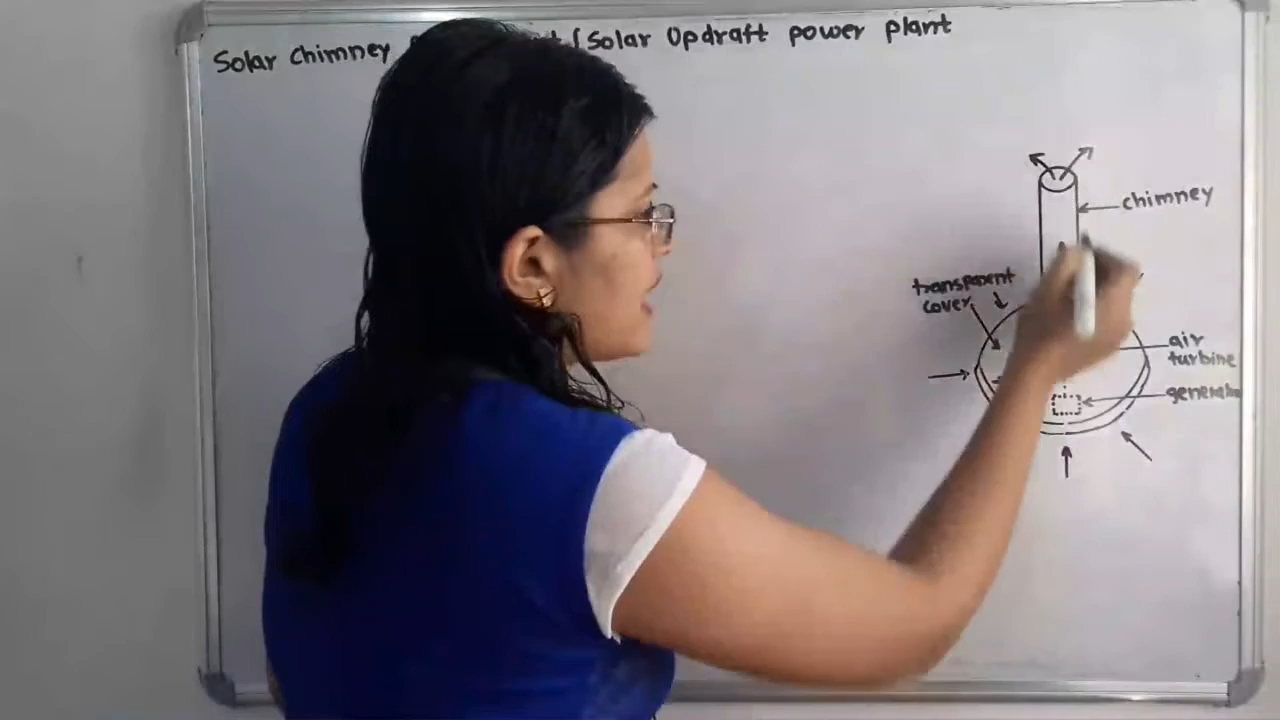 Solar chimney
(Solar Updraft power plant
chimney
transparent
cover
air
turbine